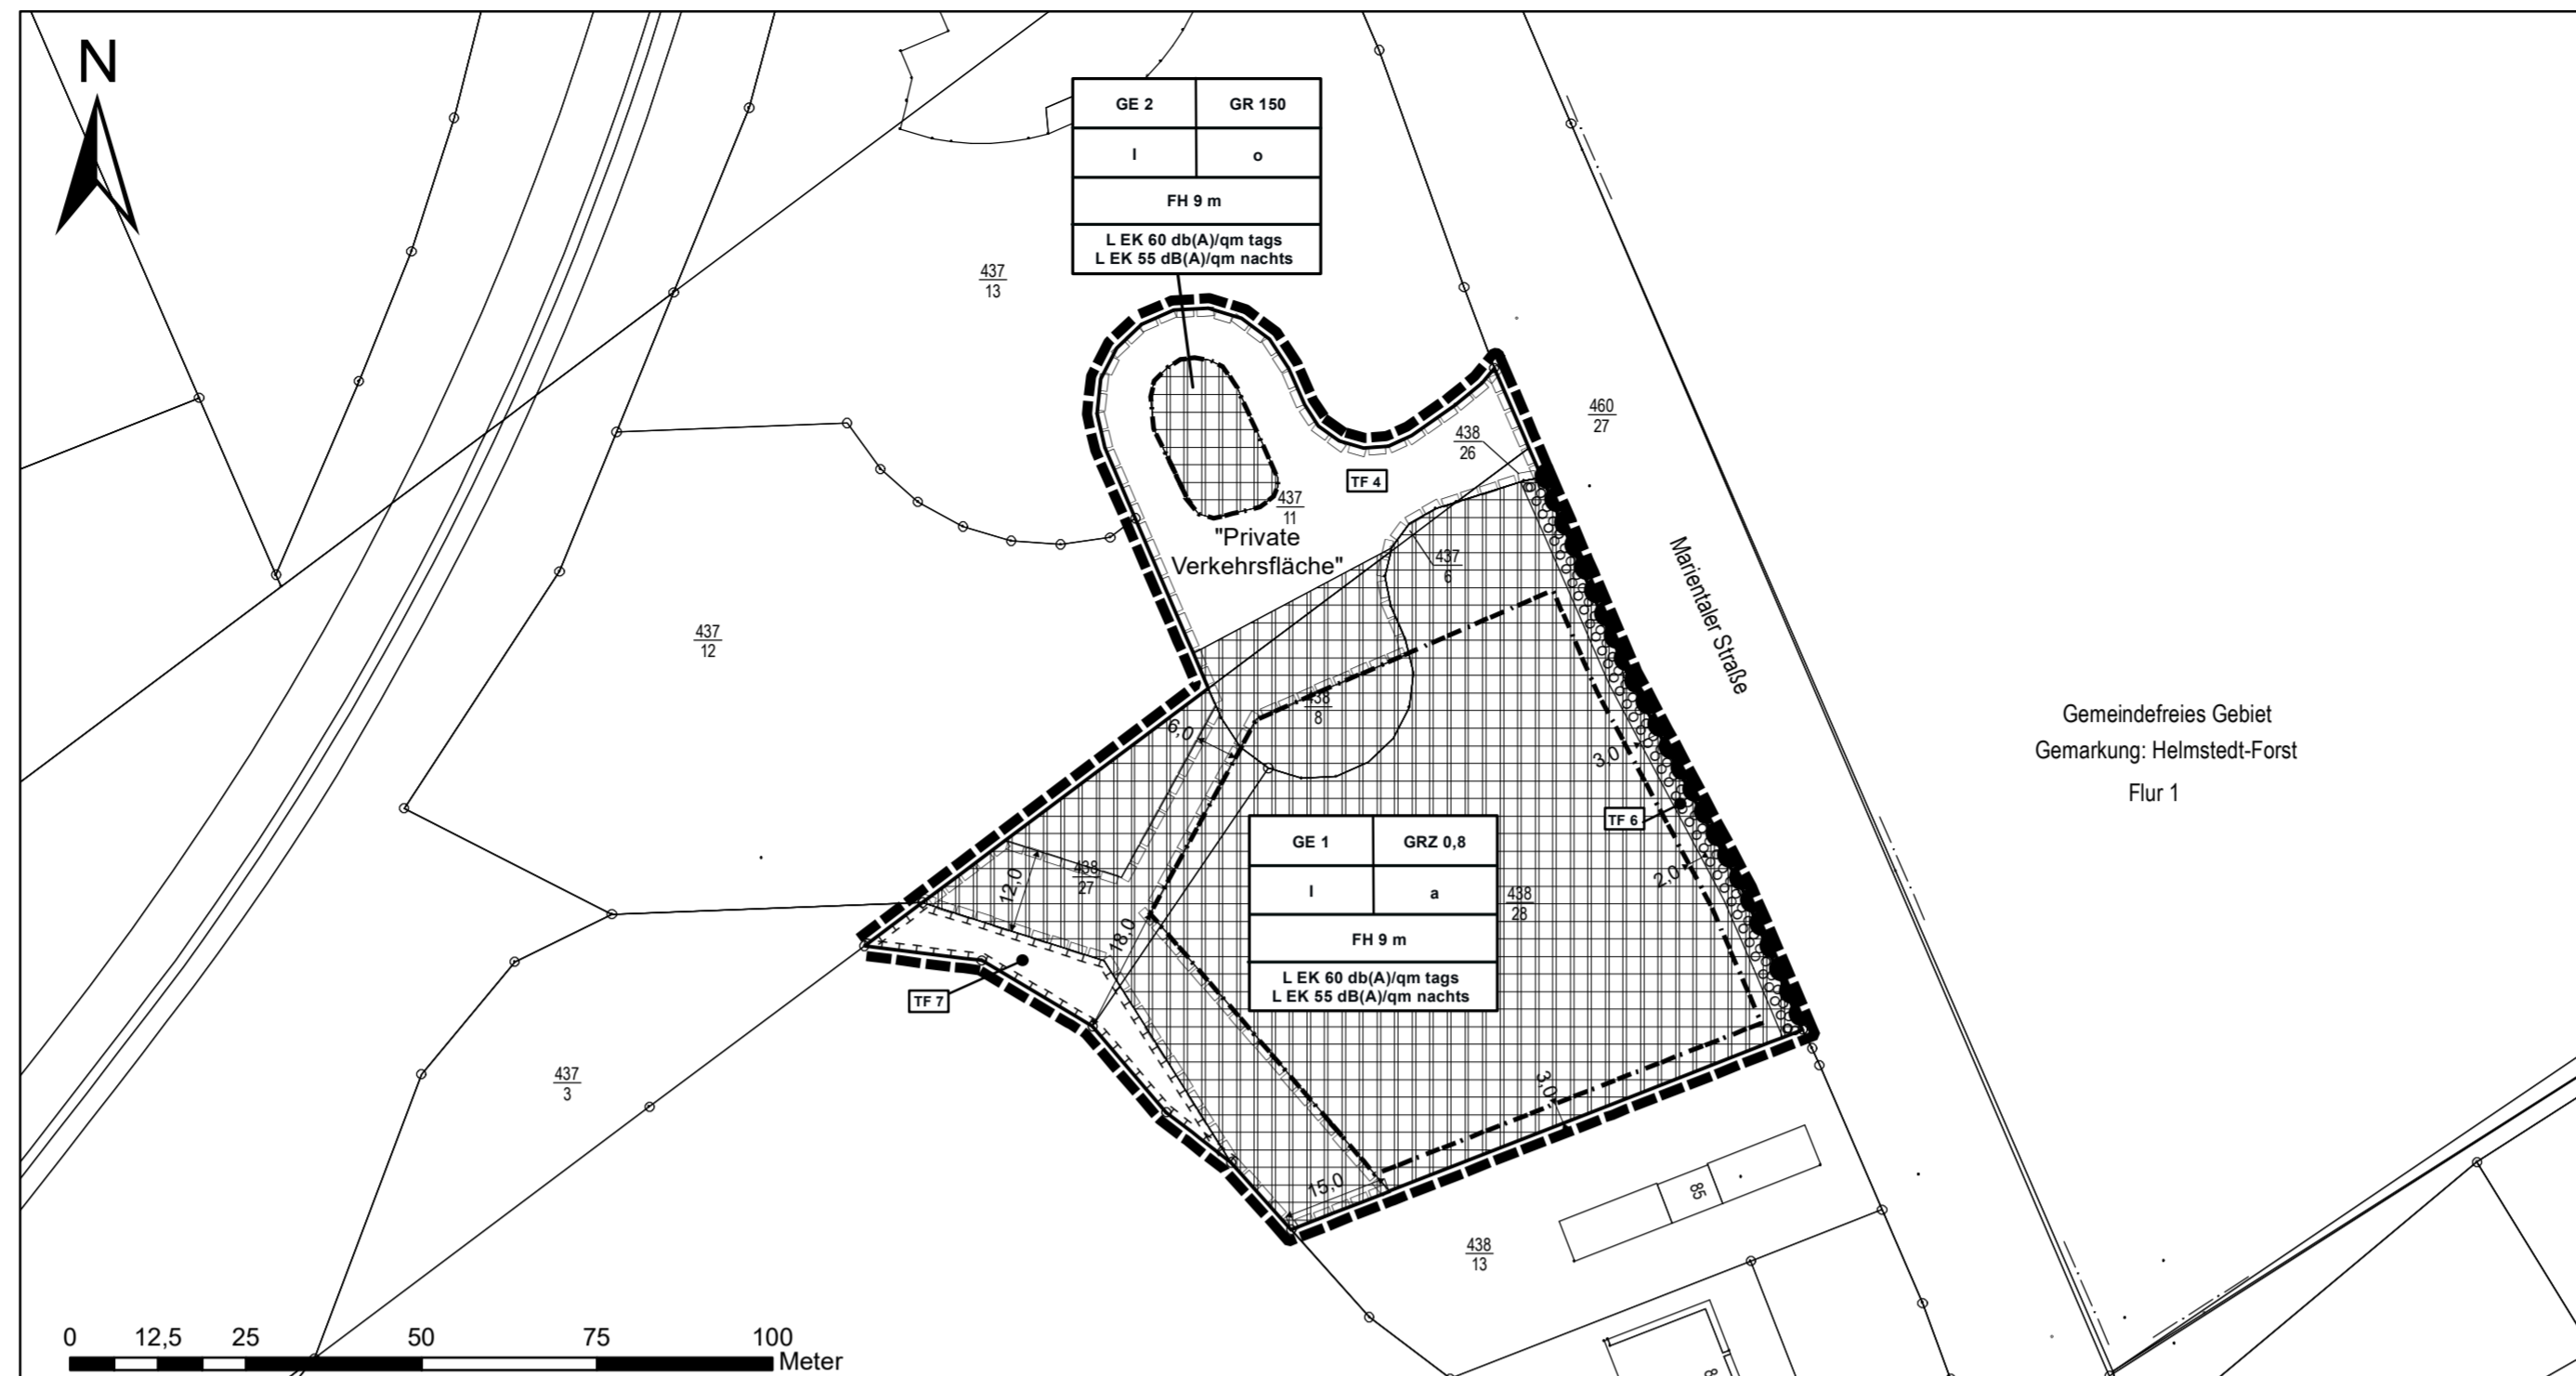 N
GE 2 GR 150
I o
FH 9 m
L EK 60 db(A)/qm tags
L EK 55 dB(A)/qm nachts
437
13
460
27
438
26
TF 4
437
11
"Private
Verkehrsfläche"
437
6
Marientaler Straße
437
12
438
8
6,0
3,0
Gemeindefreies Gebiet
Gemarkung: Helmstedt-Forst
Flur 1
TF 6
GE 1 GRZ 0,8
I a
FH 9 m
L EK 60 db(A)/qm tags
L EK 55 dB(A)/qm nachts
438
27
12,0
2,0
438
28
18,0
TF 7
437
3
3,0
15,0
85
438
13
0 12,5 25 50 75 100
Meter